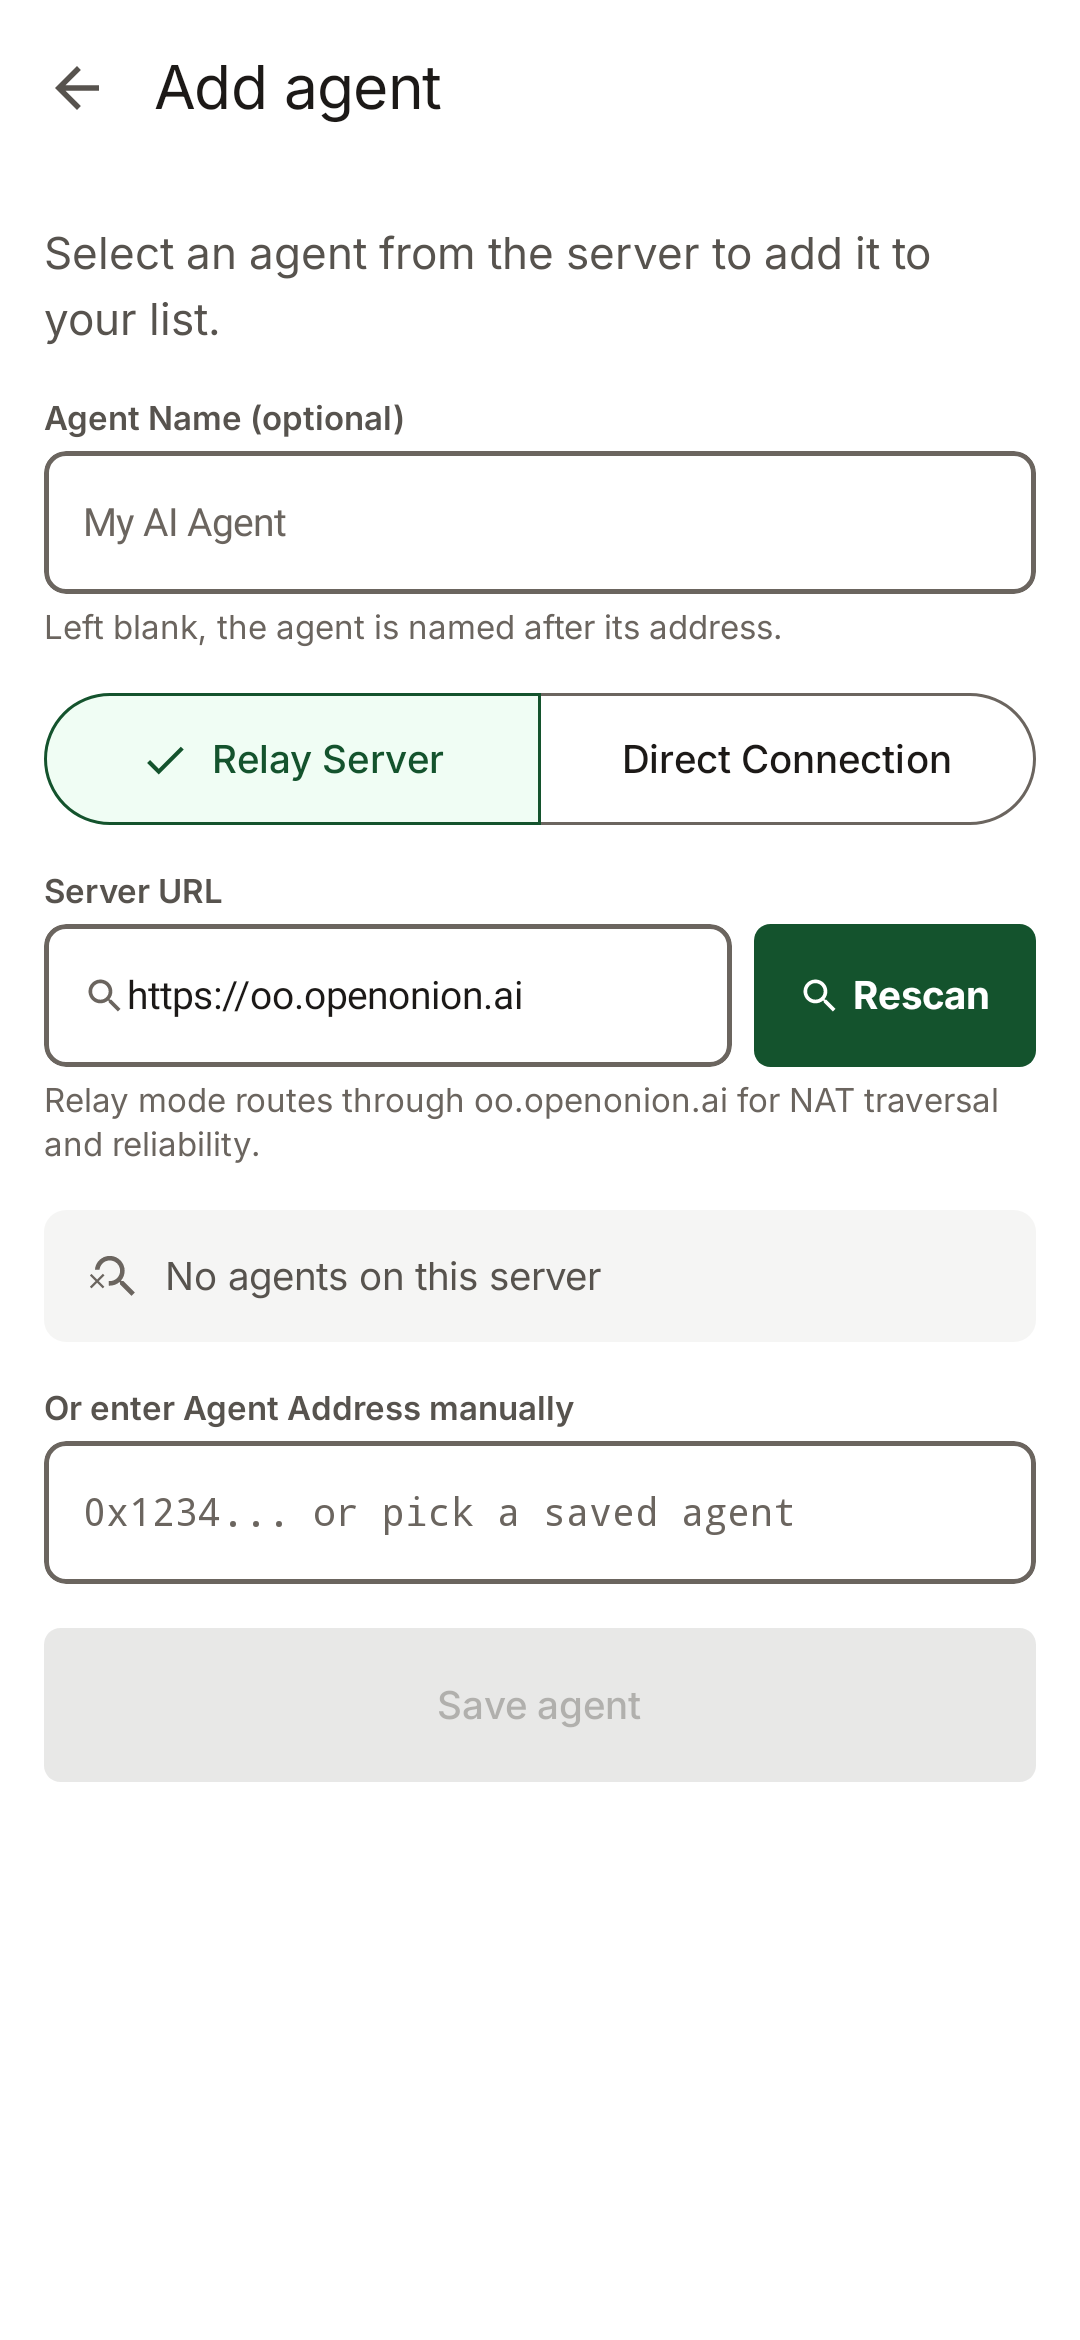 Add agent
Select an agent from the server to add it to
your list.
Agent Name (optional)
My AI Agent
Left blank, the agent is named after its address.
Relay Server
Direct Connection
Server URL
https://oo.openonion.ai
Rescan
Relay mode routes through oo.openonion.ai for NAT traversal
and reliability.
No agents on this server
Or enter Agent Address manually
0x1234... or pick a saved agent
Save agent